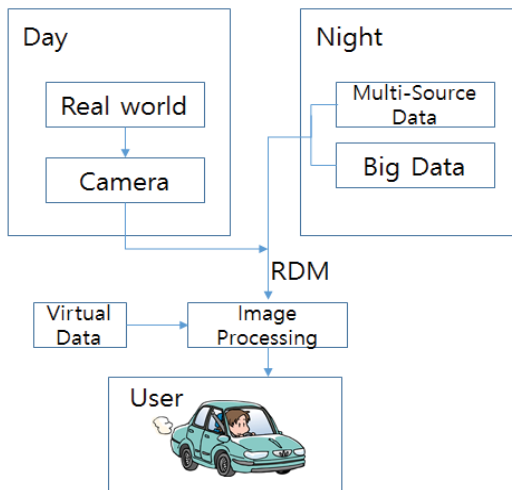 Day
Real world
Camera
Night
Multi-Source
Data
Big Data
RDM
Virtual
Data
Image
Processing
User